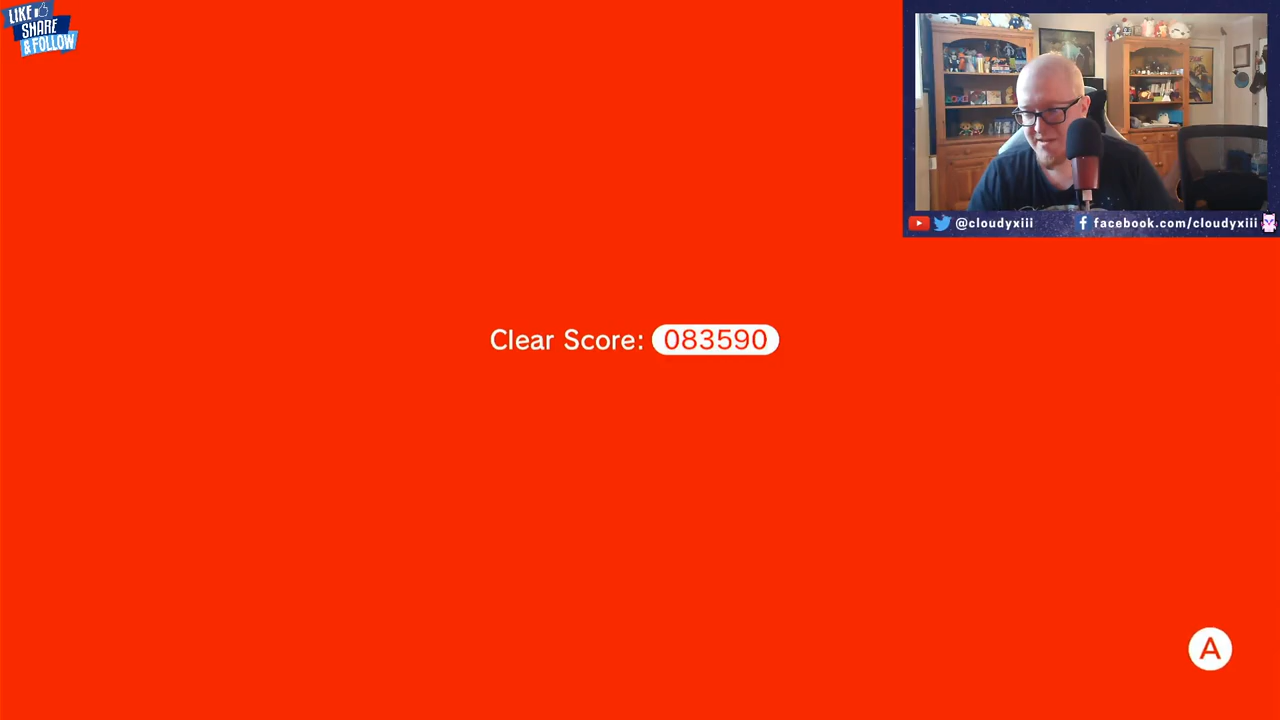 LIKE
SHARE
& FOLLOW
@cloudyxiii
facebook.com/cloudyxiii
Clear Score: 083590
A